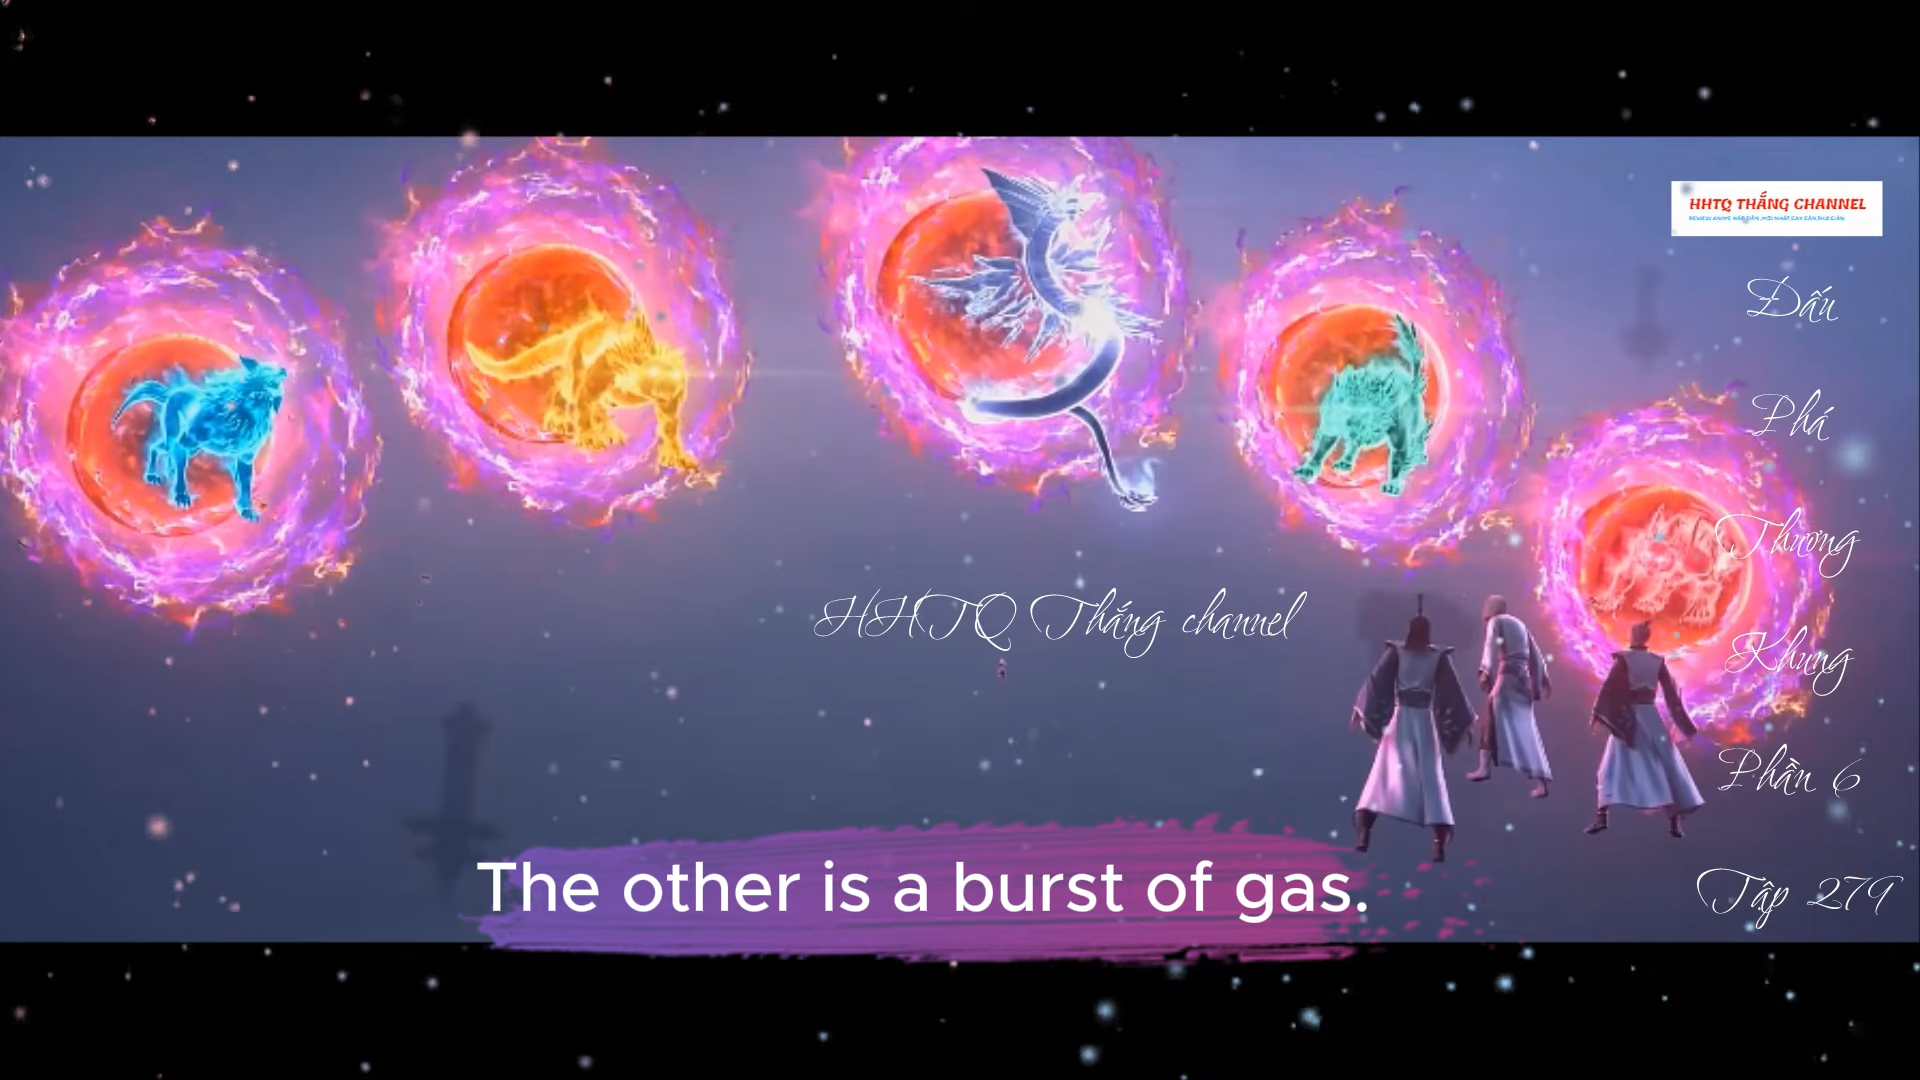 HHTQ THẮNG CHANNEL
Đấu
Phá
Thương
Khung
Phần 6
Tập 279
HHTQ Thắng channel
The other is a burst of gas.